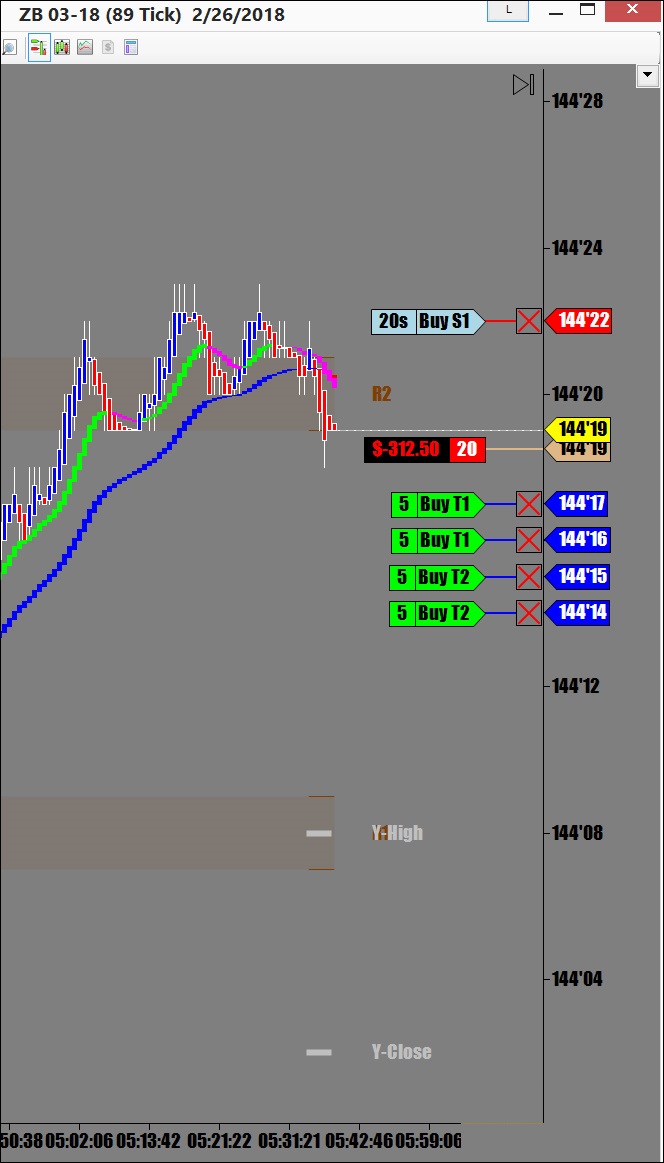 ZB 03-18 (89 Tick) 2/26/2018
L
144'28
144'24
20s Buy S1 144'22
R2 144'20
144'19
$-312.50 20 144'19
5 Buy T1 144'17
5 Buy T1 144'16
5 Buy T2 144'15
5 Buy T2 144'14
144'12
Y-High 144'08
144'04
Y-Close
50:38 05:02:06 05:13:42 05:21:22 05:31:21 05:42:46 05:59:06